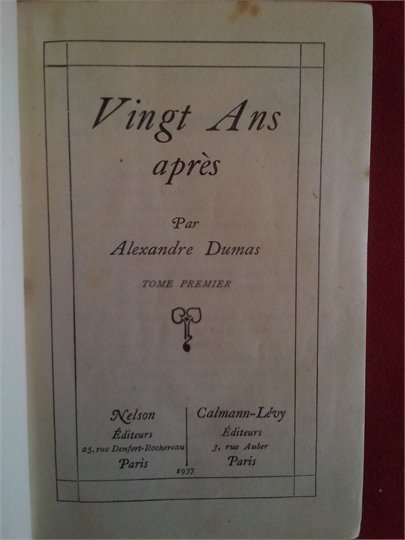 Vingt Ans
après
Par
Alexandre Dumas
TOME PREMIER
Nelson
Éditeurs
25, rue Denfert-Rochereau
Paris
Calmann-Lévy
Éditeurs
3, rue Auber
Paris
1937